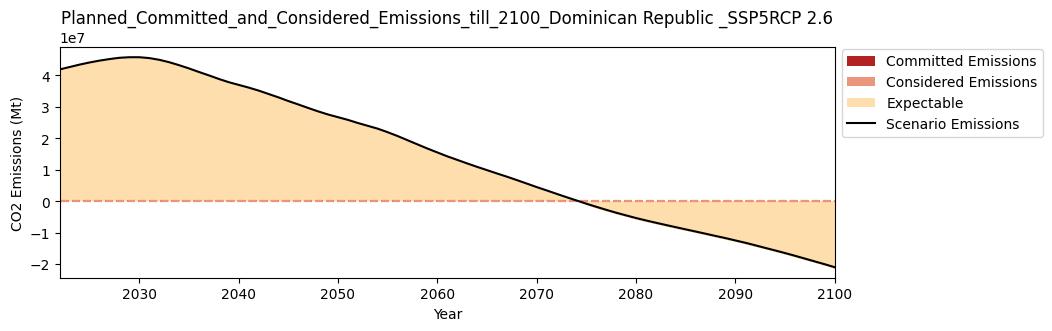 Planned_Committed_and_Considered_Emissions_till_2100_Dominican Republic _SSP5RCP 2.6
1e7
CO2 Emissions (Mt)
4
3
2
1
0
−1
−2
2030 2040 2050 2060 2070 2080 2090 2100
Year
Committed Emissions
Considered Emissions
Expectable
Scenario Emissions